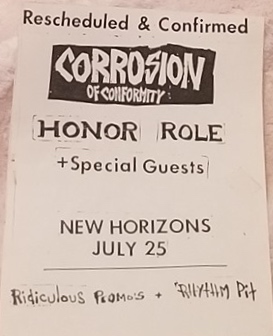 Rescheduled & Confirmed
CORROSION
OF CONFORMITY
HONOR ROLE
+Special Guests
NEW HORIZONS
JULY 25
Ridiculous Promo's + Rhythm Pit